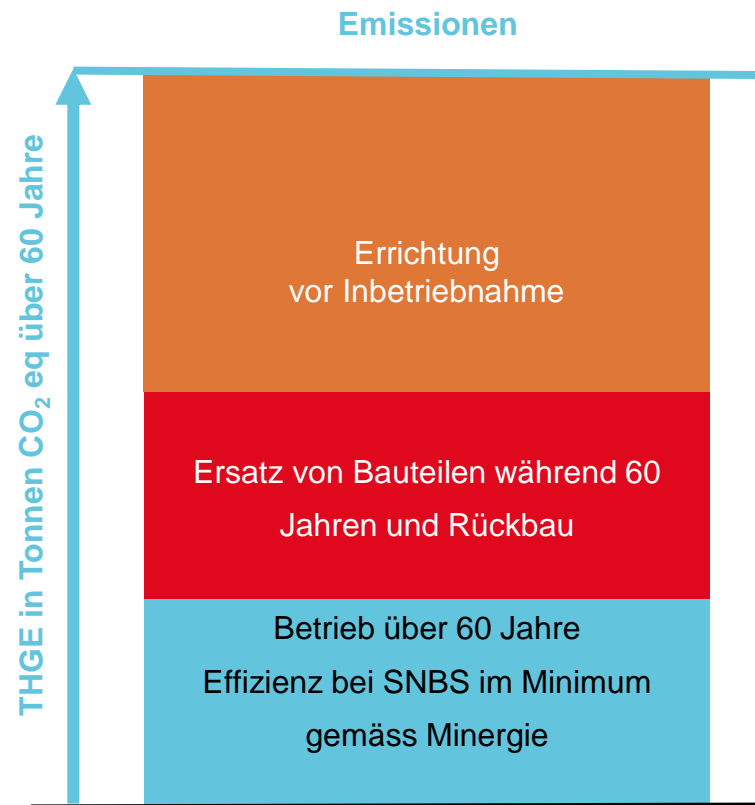 Emissionen
THGE in Tonnen CO₂ eq über 60 Jahre
Errichtung
vor Inbetriebnahme
Ersatz von Bauteilen während 60
Jahren und Rückbau
Betrieb über 60 Jahre
Effizienz bei SNBS im Minimum
gemäss Minergie